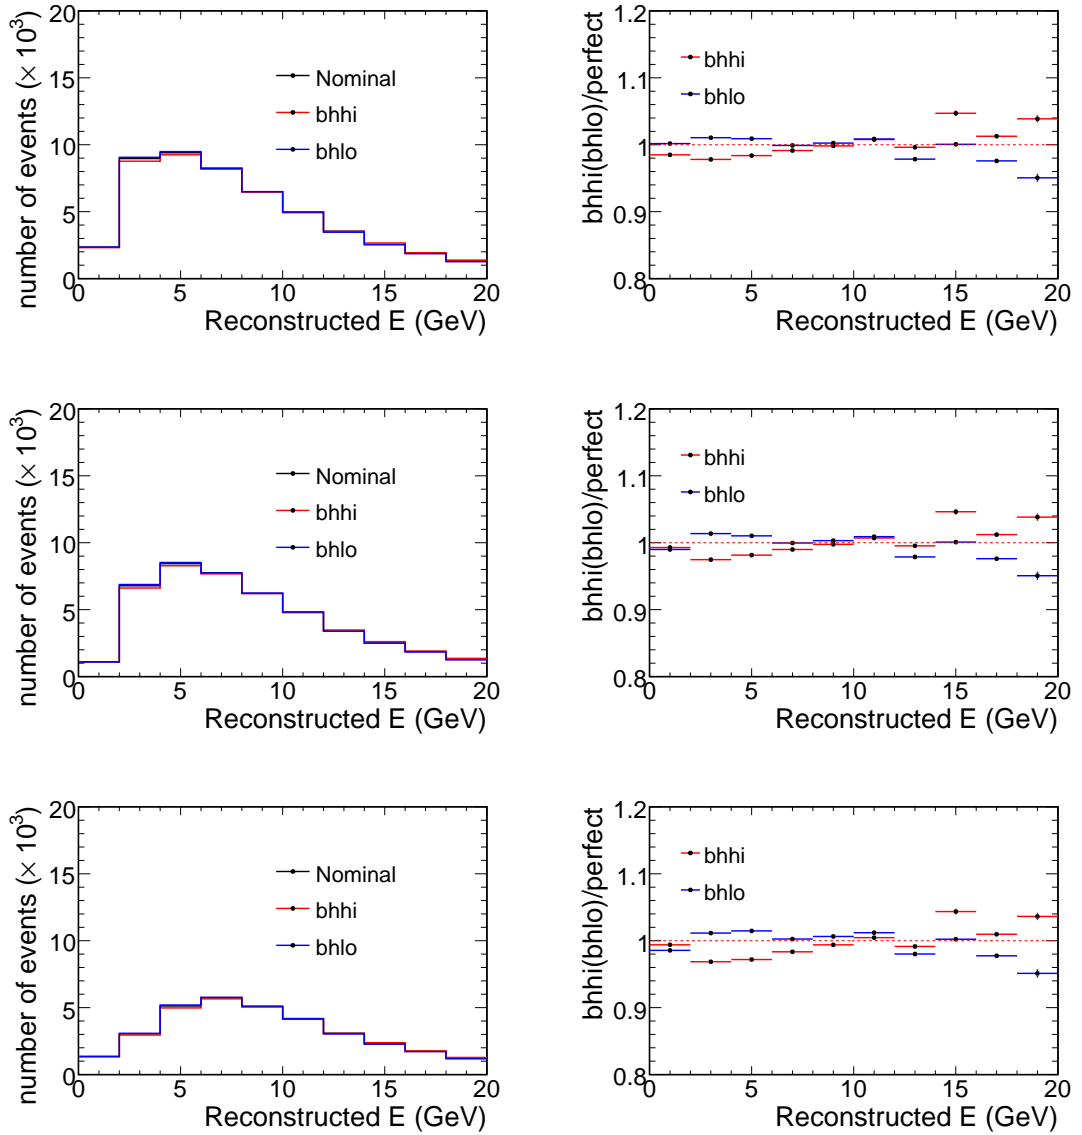 number of events (× 10³)
20
15
10
5
0
Nominal
bhhi
bhlo
0 5 10 15 20
Reconstructed E (GeV)
bhhi(bhlo)/perfect
1.2
1.1
1
0.9
0.8
bhhi
bhlo
0 5 10 15 20
Reconstructed E (GeV)
number of events (× 10³)
20
15
10
5
0
Nominal
bhhi
bhlo
0 5 10 15 20
Reconstructed E (GeV)
bhhi(bhlo)/perfect
1.2
1.1
1
0.9
0.8
bhhi
bhlo
0 5 10 15 20
Reconstructed E (GeV)
number of events (× 10³)
20
15
10
5
0
Nominal
bhhi
bhlo
0 5 10 15 20
Reconstructed E (GeV)
bhhi(bhlo)/perfect
1.2
1.1
1
0.9
0.8
bhhi
bhlo
0 5 10 15 20
Reconstructed E (GeV)